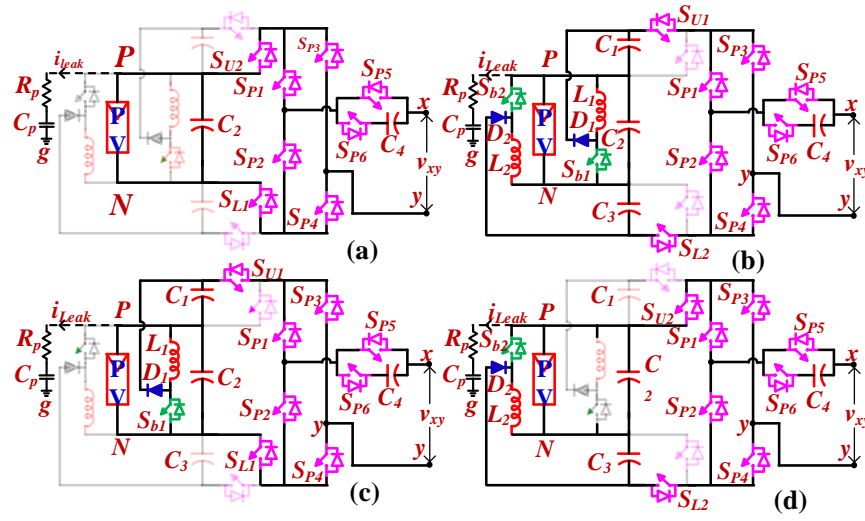 i_leak P S_U2 S_P3 S_P1 S_P5 x
R_p P V C_2 S_P6 C_4 v_xy
C_p g S_P2
N S_L1 S_P4 y
(a)
S_U1 C_1 S_P3
i_Leak P S_b2 L_1 S_P1 S_P5 x
R_p D_2 P V D_1 C_2 S_P6 C_4 v_xy
C_p g L_2 S_b1 S_P2
N C_3 y S_P4 y
S_L2
(b)
S_U1 C_1 S_P3
i_Leak P L_1 S_P1 S_P5 x
R_p P V D_1 C_2 S_P6 C_4 v_xy
C_p g S_b1 S_P2
N C_3 S_L1 y S_P4 y
(c)
C_1 S_U2 S_P3
i_Leak P S_b2 S_P1 S_P5 x
R_p D_2 P V C 2 S_P6 C_4 v_xy
C_p g L_2 S_P2
N C_3 y S_P4 y
S_L2
(d)